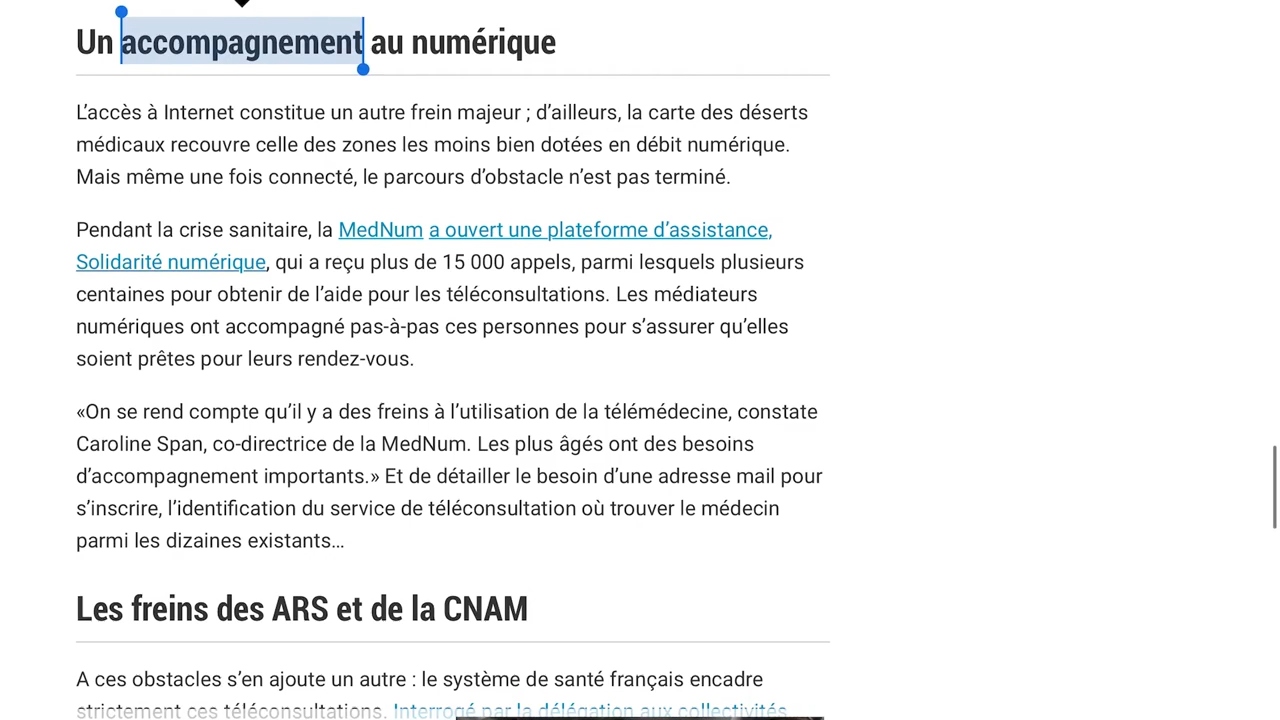 Un accompagnement au numérique
L’accès à Internet constitue un autre frein majeur ; d’ailleurs, la carte des déserts
médicaux recouvre celle des zones les moins bien dotées en débit numérique.
Mais même une fois connecté, le parcours d’obstacle n’est pas terminé.
Pendant la crise sanitaire, la MedNum a ouvert une plateforme d’assistance,
Solidarité numérique, qui a reçu plus de 15 000 appels, parmi lesquels plusieurs
centaines pour obtenir de l’aide pour les téléconsultations. Les médiateurs
numériques ont accompagné pas-à-pas ces personnes pour s’assurer qu’elles
soient prêtes pour leurs rendez-vous.
«On se rend compte qu’il y a des freins à l’utilisation de la télémédecine, constate
Caroline Span, co-directrice de la MedNum. Les plus âgés ont des besoins
d’accompagnement importants.» Et de détailler le besoin d’une adresse mail pour
s’inscrire, l’identification du service de téléconsultation où trouver le médecin
parmi les dizaines existants…
Les freins des ARS et de la CNAM
A ces obstacles s’en ajoute un autre : le système de santé français encadre
strictement ces téléconsultations. Interrogé par la délégation aux collectivités